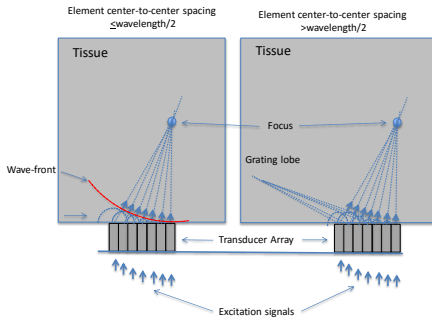 Element center-to-center spacing
≤wavelength/2
Element center-to-center spacing
>wavelength/2
Tissue
Tissue
Focus
Grating lobe
Wave-front
Transducer Array
Excitation signals